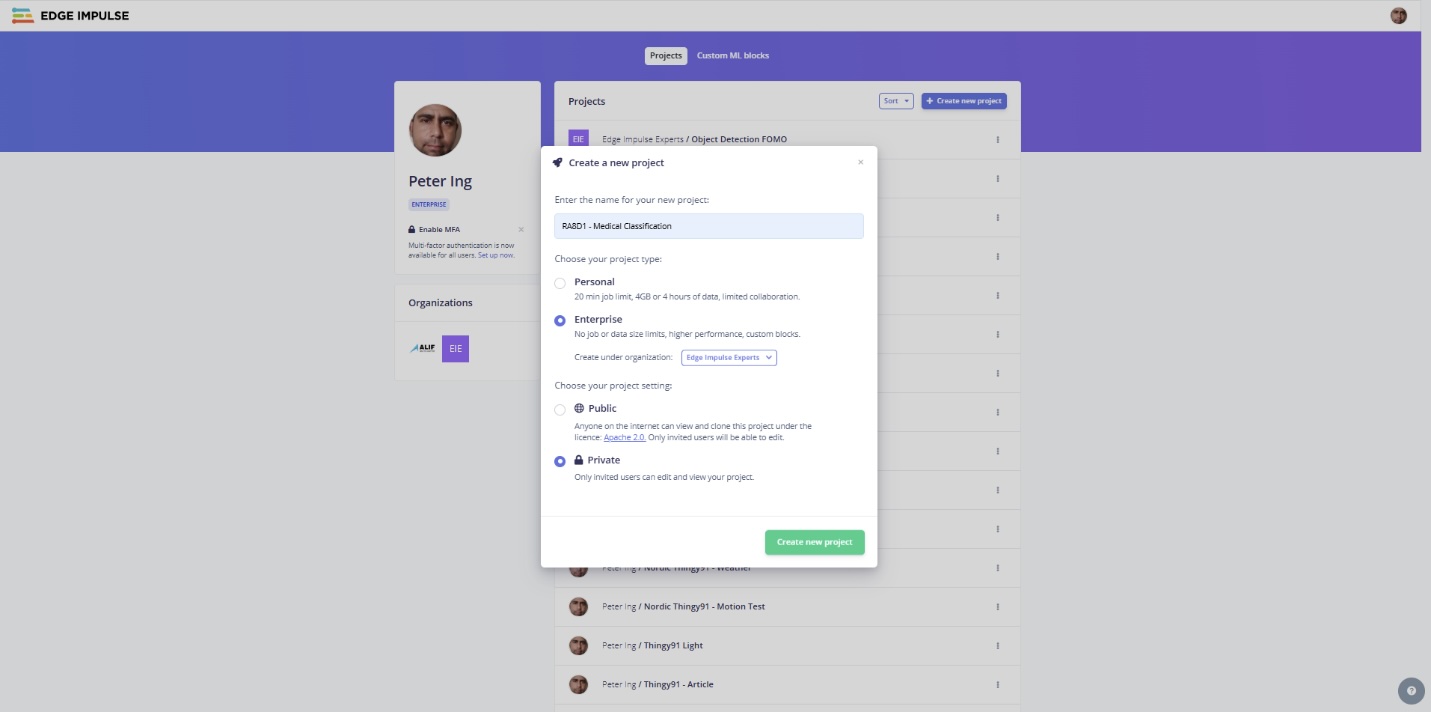 EDGE IMPULSE
Projects
Custom ML blocks
Peter Ing
ENTERPRISE
Enable MFA
×
Multi-factor authentication is now
available for all users. Set up now.
Organizations
ALIF
EIE
Projects
Sort
+ Create new project
EIE
Edge Impulse Experts / Object Detection FOMO
Create a new project
×
Enter the name for your new project:
RA8D1 - Medical Classification
Choose your project type:
Personal
20 min job limit, 4GB or 4 hours of data, limited collaboration.
Enterprise
No job or data size limits, higher performance, custom blocks.
Create under organization:
Edge Impulse Experts
Choose your project setting:
Public
Anyone on the internet can view and clone this project under the
licence: Apache 2.0. Only invited users will be able to edit.
Private
Only invited users can edit and view your project.
Create new project
Peter Ing / Nordic Thingy91 - Weather
Peter Ing / Nordic Thingy91 - Motion Test
Peter Ing / Thingy91 Light
Peter Ing / Thingy91 - Article
?